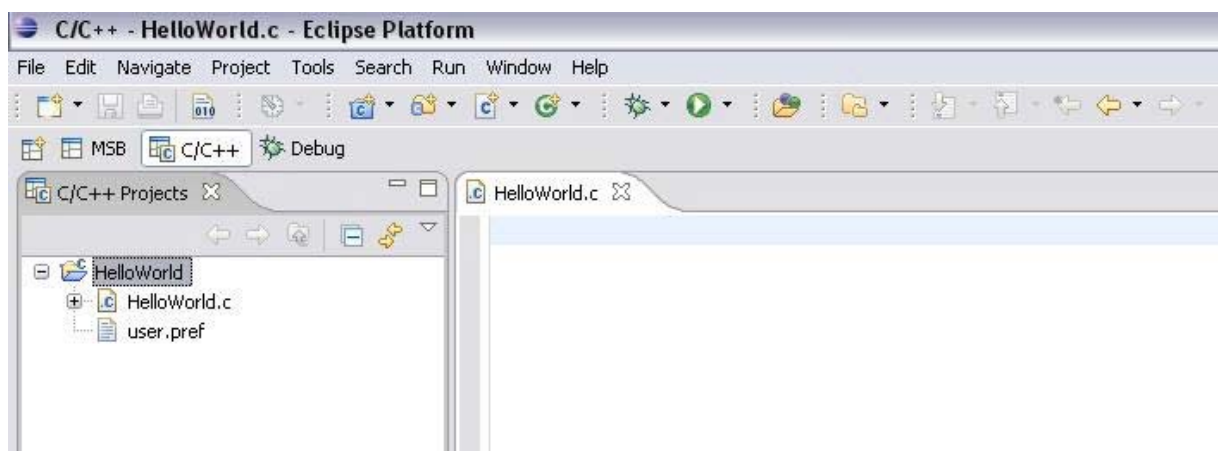 C/C++ - HelloWorld.c - Eclipse Platform
File Edit Navigate Project Tools Search Run Window Help
010
MSB C/C++ Debug
C/C++ Projects
HelloWorld.c
HelloWorld
HelloWorld.c
user.pref